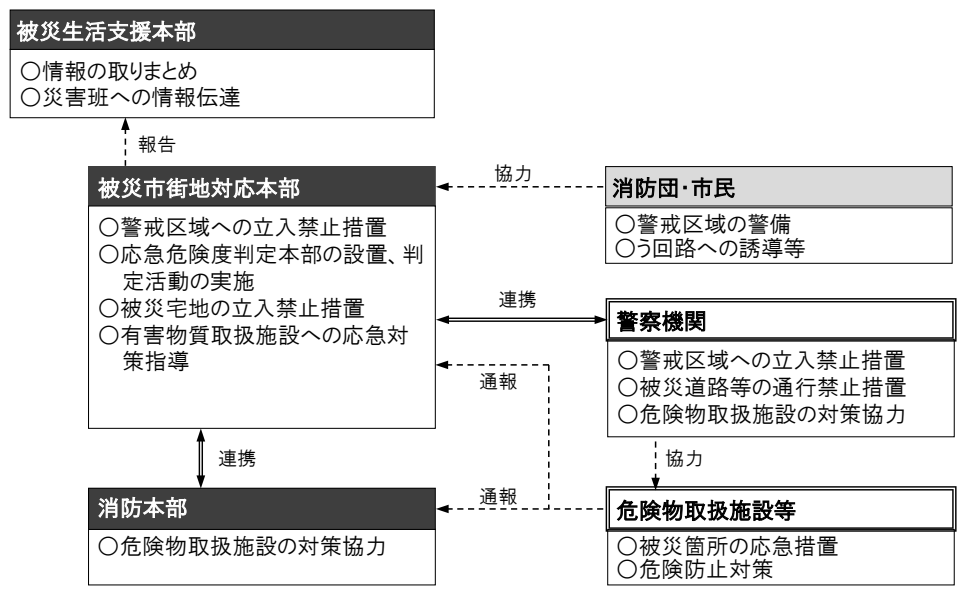 被災生活支援本部
○情報の取りまとめ
○災害班への情報伝達
報告
被災市街地対応本部
○警戒区域への立入禁止措置
○応急危険度判定本部の設置、判
定活動の実施
○被災宅地の立入禁止措置
○有害物質取扱施設への応急対
策指導
協力
消防団・市民
○警戒区域の警備
○う回路への誘導等
連携
警察機関
○警戒区域への立入禁止措置
○被災道路等の通行禁止措置
○危険物取扱施設の対策協力
通報
連携
協力
消防本部
○危険物取扱施設の対策協力
通報
危険物取扱施設等
○被災箇所の応急措置
○危険防止対策